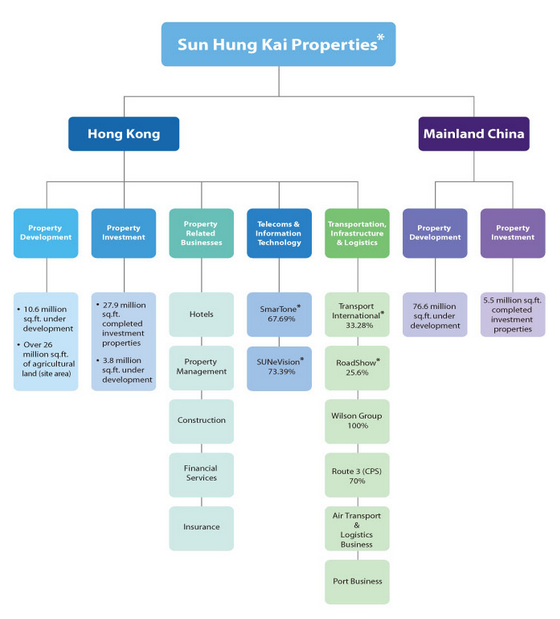 Sun Hung Kai Properties*
Hong Kong
Mainland China
Property
Development
Property
Investment
Property
Related
Businesses
Telecoms &
Information
Technology
Transportation,
Infrastructure
& Logistics
Property
Development
Property
Investment
• 10.6 million
sq.ft. under
development
• Over 26
million sq.ft.
of agricultural
land (site area)
• 27.9 million
sq.ft.
completed
investment
properties
• 3.8 million
sq.ft. under
development
Hotels
Property
Management
Construction
Financial
Services
Insurance
SmarTone*
67.69%
SUNeVision*
73.39%
Transport
International*
33.28%
RoadShow*
25.6%
Wilson Group
100%
Route 3 (CPS)
70%
Air Transport
&
Logistics
Business
Port Business
76.6 million
sq.ft. under
development
5.5 million sq.ft.
completed
investment
properties